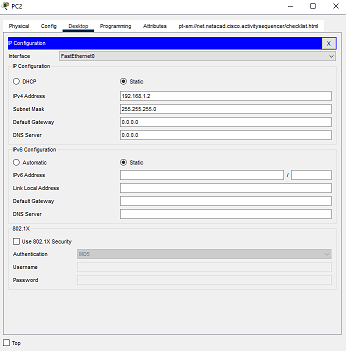 PC2
Physical Config Desktop Programming Attributes pt-sm://net.netacad.cisco.activitysequencer/checklist.html
IP Configuration X
Interface FastEthernet0
IP Configuration
DHCP Static
IPv4 Address 192.168.1.2
Subnet Mask 255.255.255.0
Default Gateway 0.0.0.0
DNS Server 0.0.0.0
IPv6 Configuration
Automatic Static
IPv6 Address /
Link Local Address
Default Gateway
DNS Server
802.1X
Use 802.1X Security
Authentication MD5
Username
Password
Top